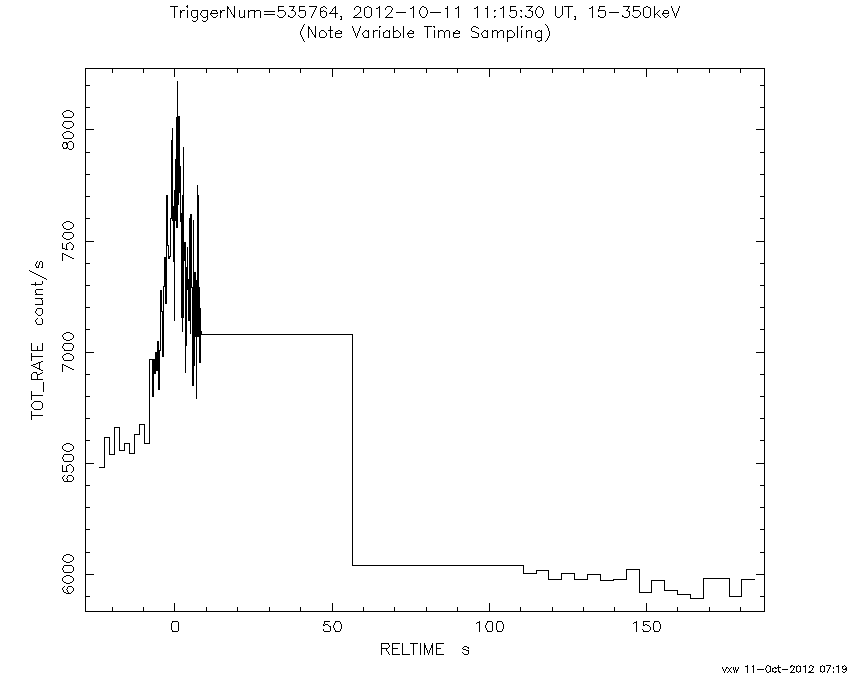 TriggerNum=535764, 2012-10-11 11:15:30 UT, 15-350keV
(Note Variable Time Sampling)
TOT_RATE count/s
8000
7500
7000
6500
6000
0 50 100 150
RELTIME s
vxw 11-Oct-2012 07:19